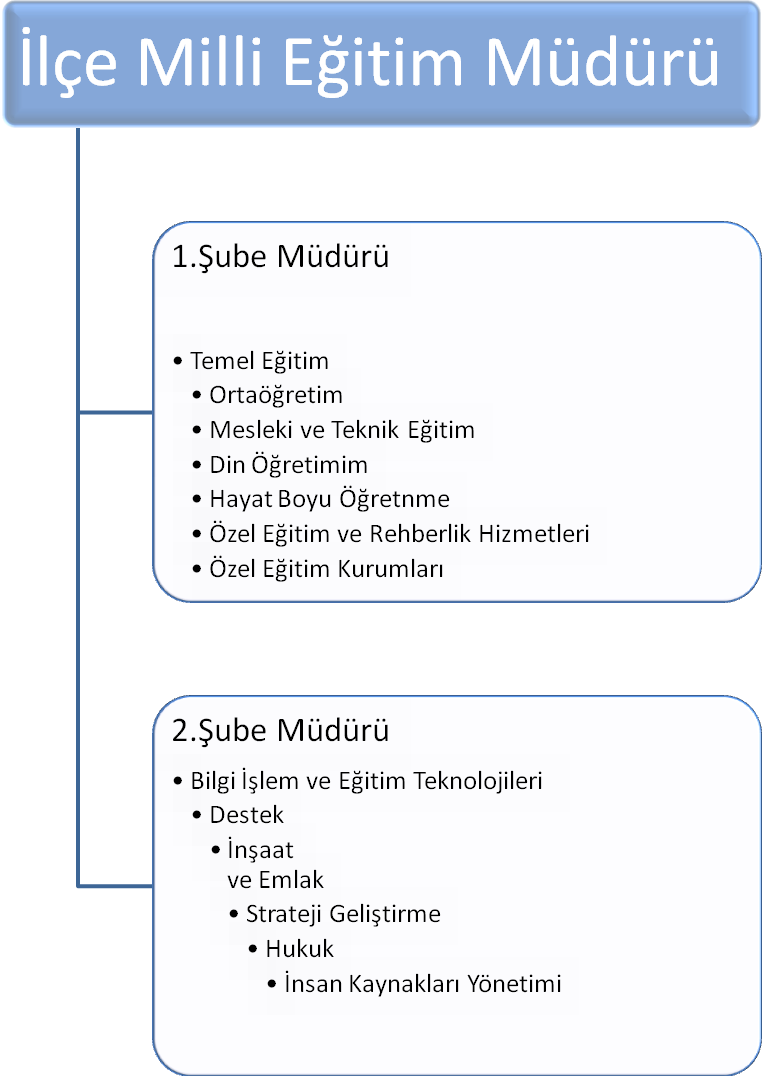 İlçe Milli Eğitim Müdürü
1.Şube Müdürü
• Temel Eğitim
• Ortaöğretim
• Mesleki ve Teknik Eğitim
• Din Öğretimim
• Hayat Boyu Öğretnme
• Özel Eğitim ve Rehberlik Hizmetleri
• Özel Eğitim Kurumları
2.Şube Müdürü
• Bilgi İşlem ve Eğitim Teknolojileri
• Destek
• İnşaat
ve Emlak
• Strateji Geliştirme
• Hukuk
• İnsan Kaynakları Yönetimi